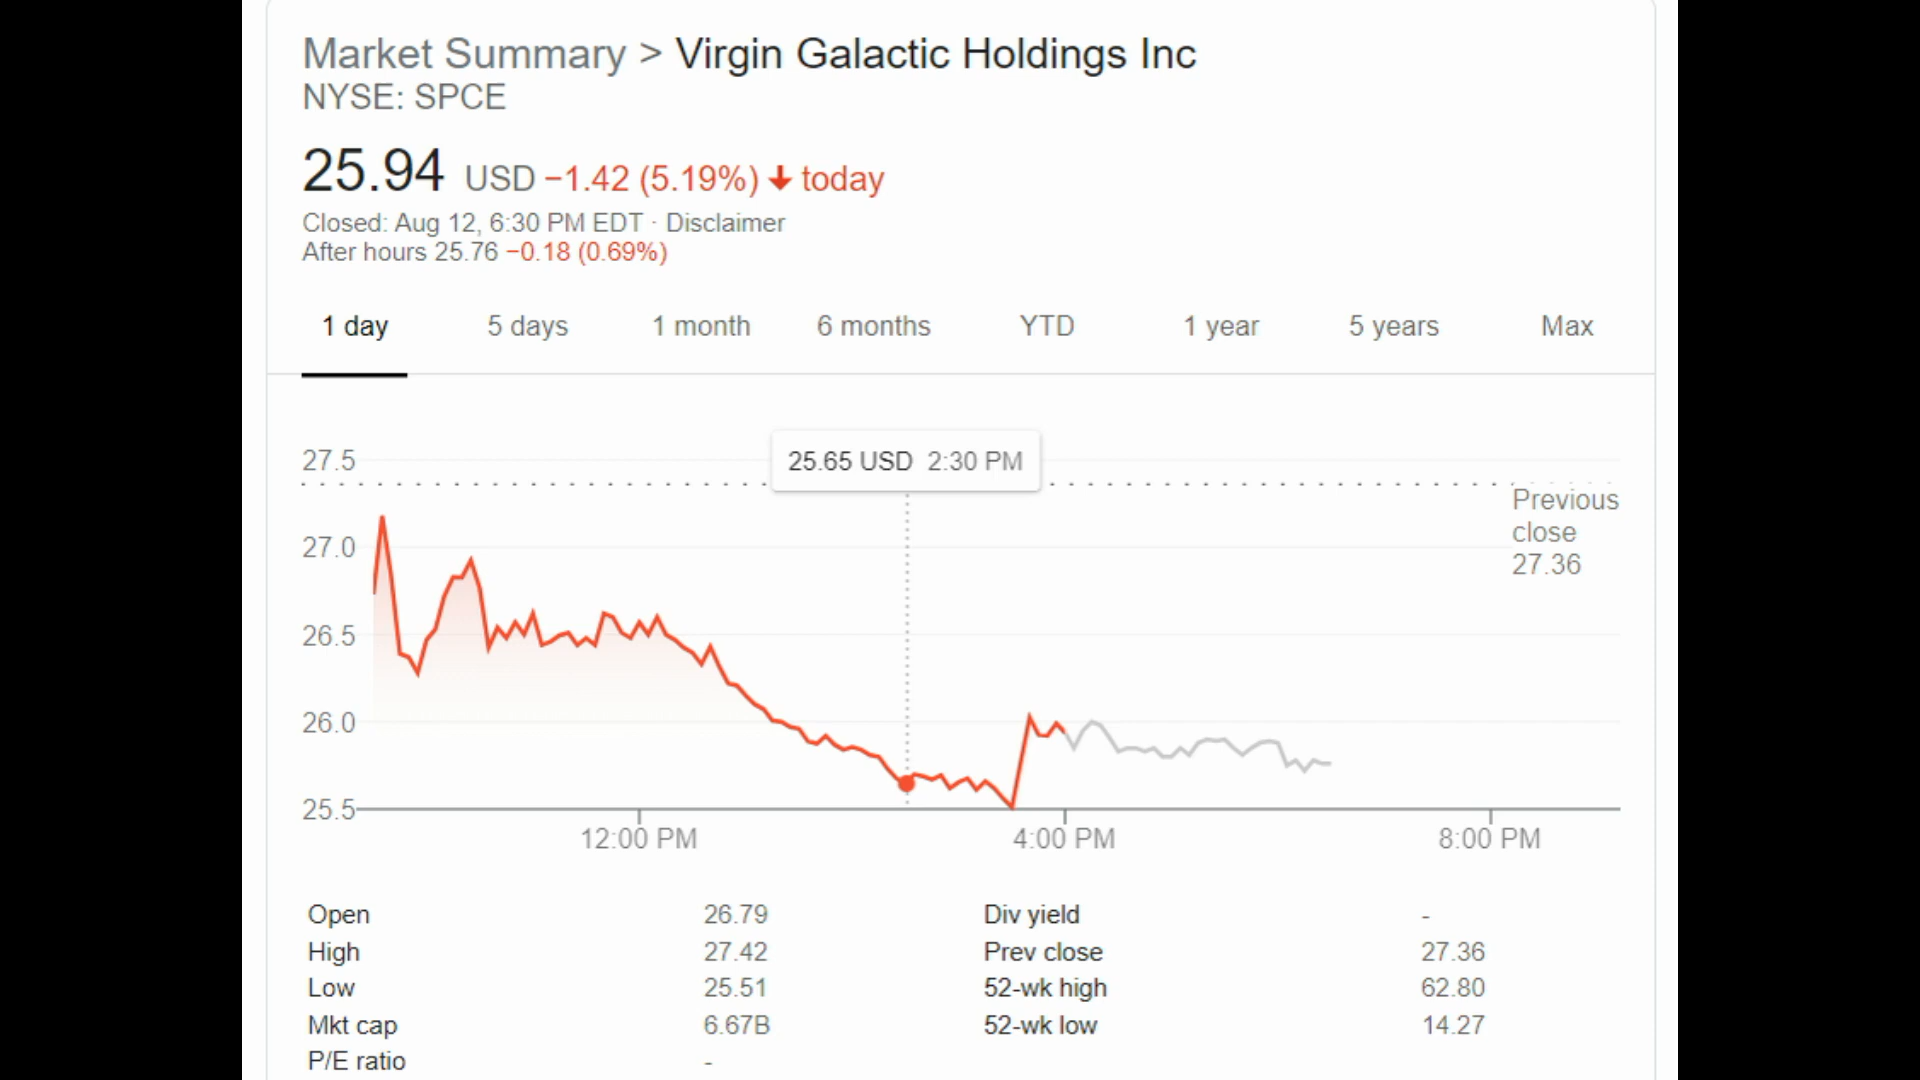 Market Summary > Virgin Galactic Holdings Inc
NYSE: SPCE
25.94 USD −1.42 (5.19%) ↓ today
Closed: Aug 12, 6:30 PM EDT · Disclaimer
After hours 25.76 −0.18 (0.69%)
1 day 5 days 1 month 6 months YTD 1 year 5 years Max
25.65 USD 2:30 PM
27.5
27.0
26.5
26.0
25.5
Previous
close
27.36
12:00 PM 4:00 PM 8:00 PM
Open 26.79 Div yield -
High 27.42 Prev close 27.36
Low 25.51 52-wk high 62.80
Mkt cap 6.67B 52-wk low 14.27
P/E ratio -